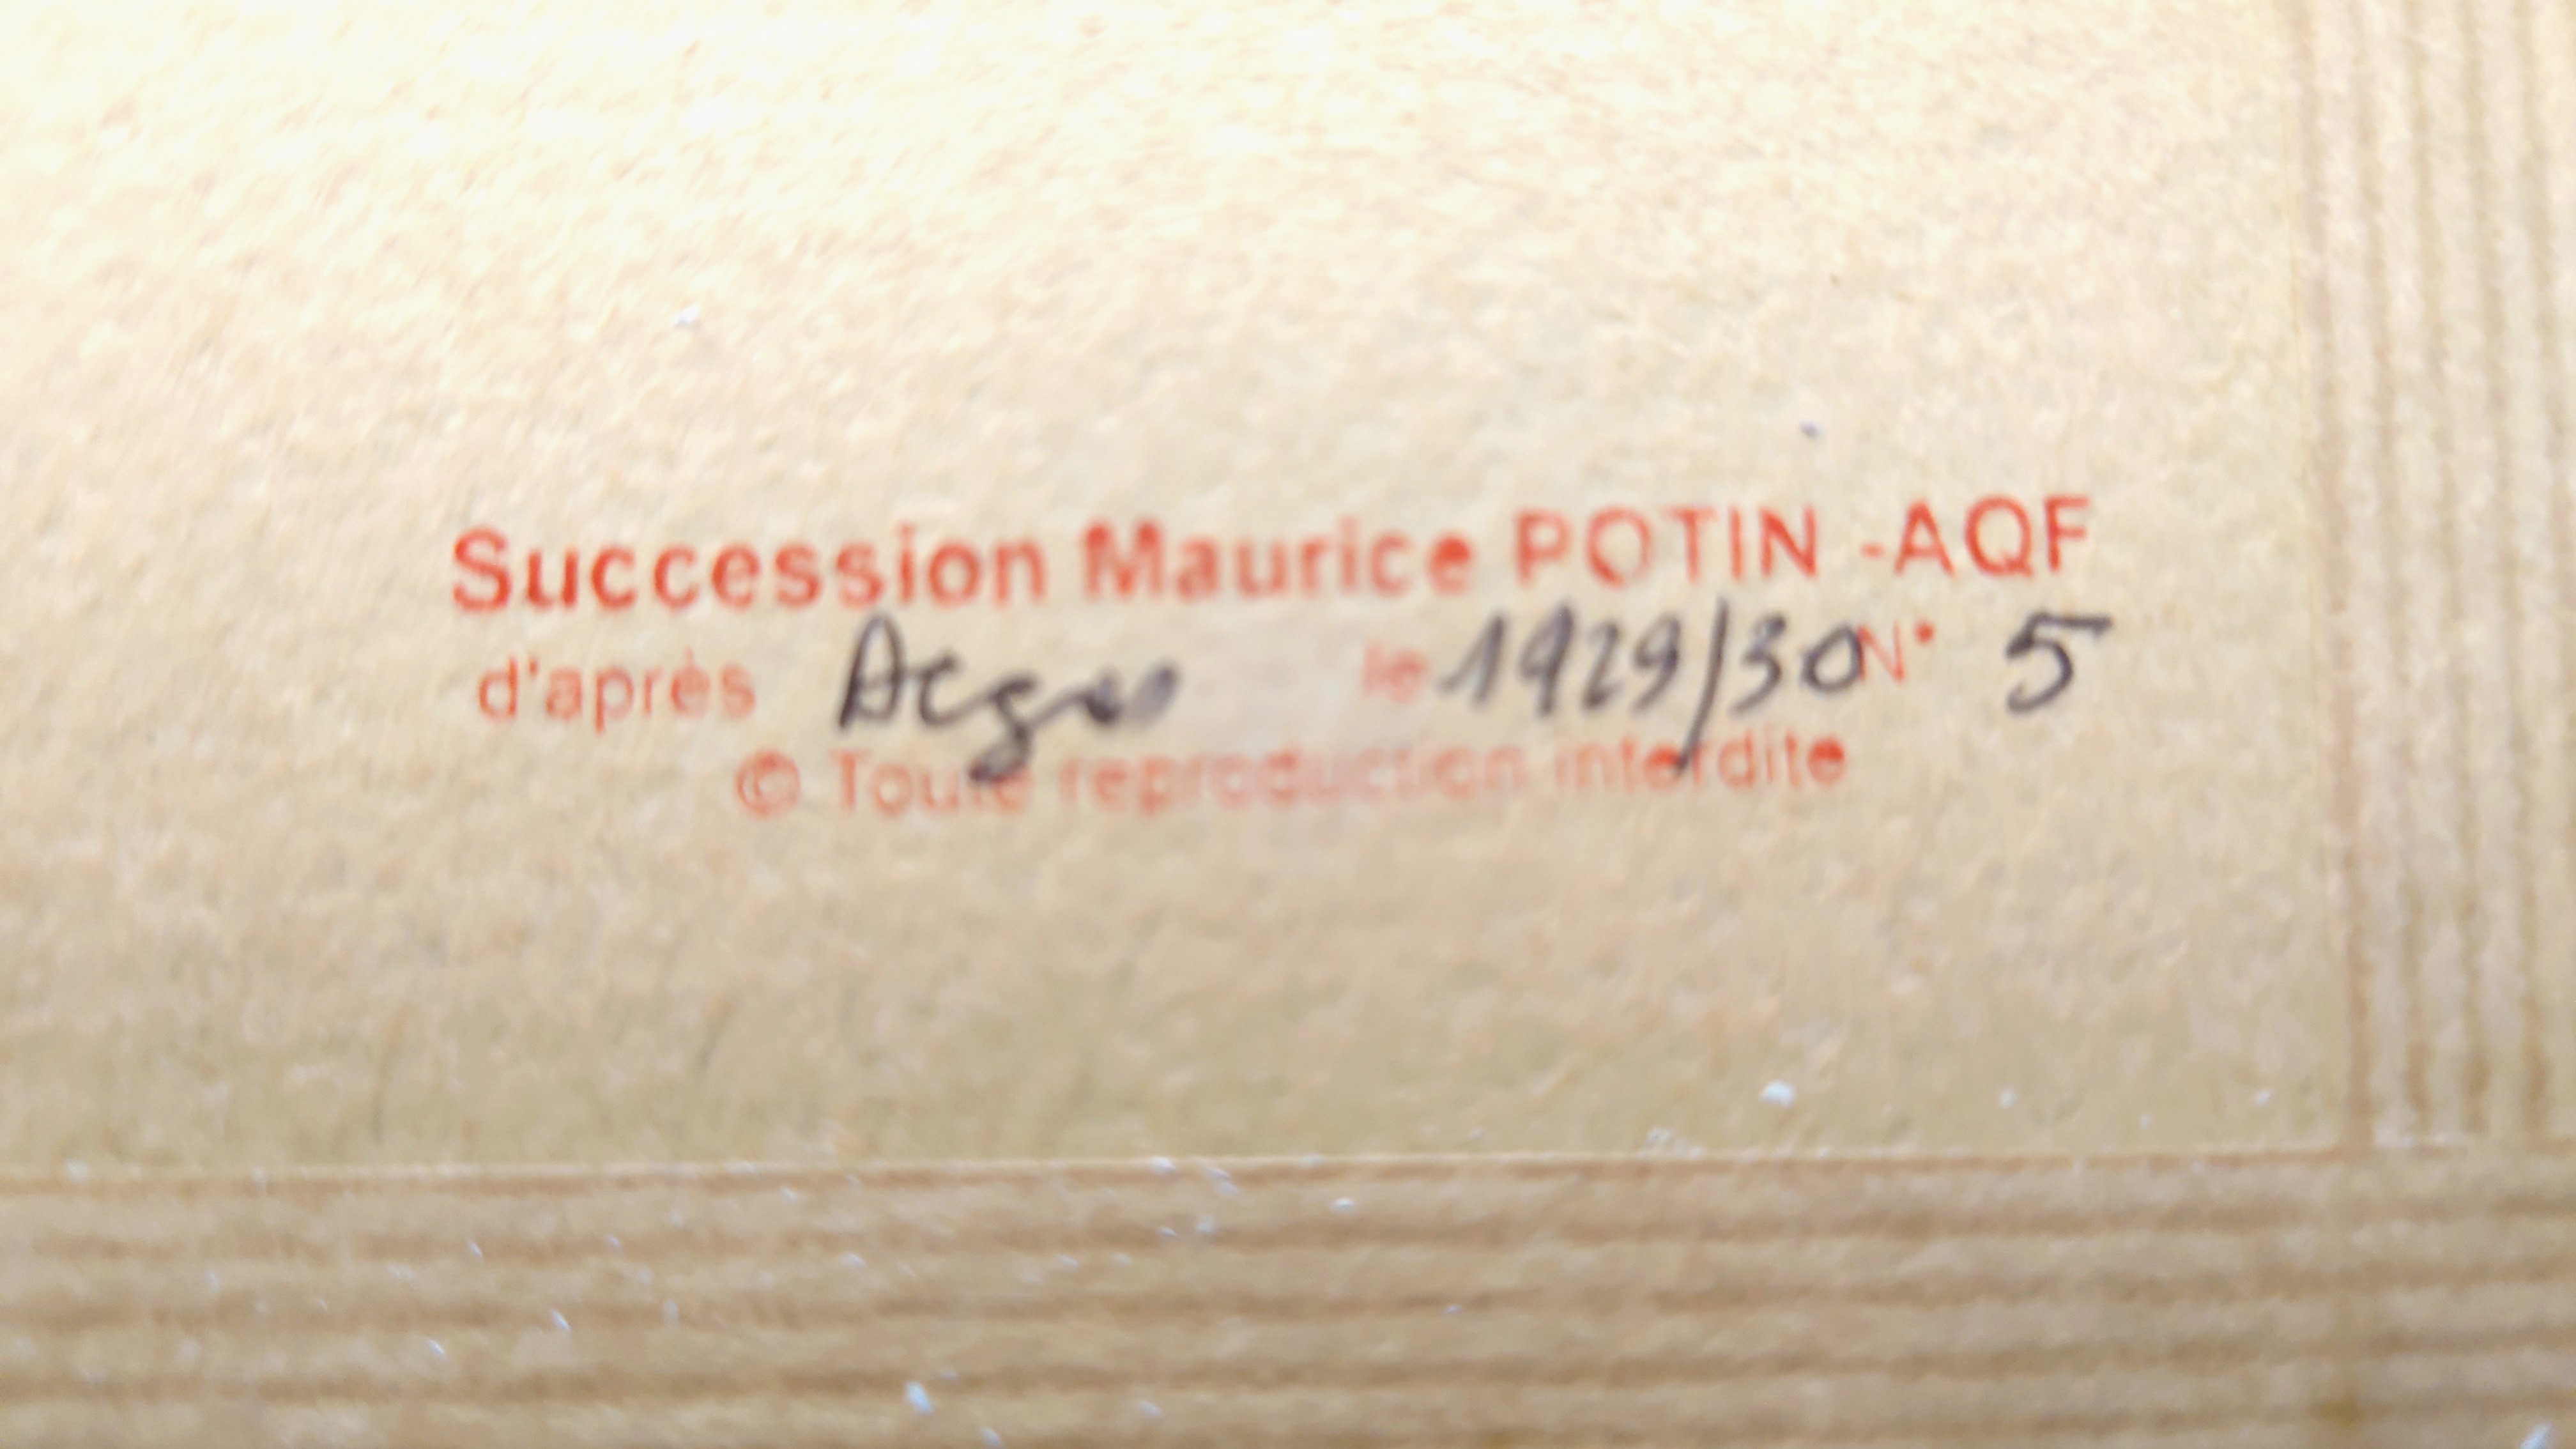 Succession Maurice POTIN -AQF
d'après Degas le 1929/30 N° 5
© Toute reproduction interdite